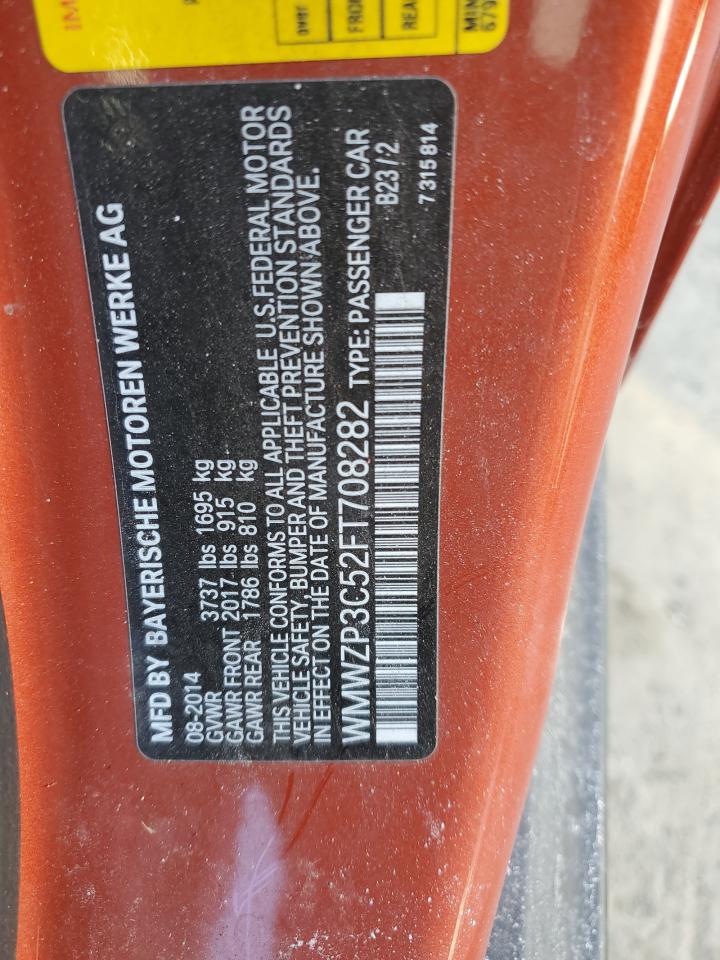 MFD BY BAYERISCHE MOTOREN WERKE AG
08-2014
GVWR 3737 lbs 1695 kg
GAWR FRONT 2017 lbs 915 kg
GAWR REAR 1786 lbs 810 kg
THIS VEHICLE CONFORMS TO ALL APPLICABLE U.S.FEDERAL MOTOR
VEHICLE SAFETY, BUMPER AND THEFT PREVENTION STANDARDS
IN EFFECT ON THE DATE OF MANUFACTURE SHOWN ABOVE.
WMWZP3C52FT708282 TYPE: PASSENGER CAR
B23 / 2
7 315 814